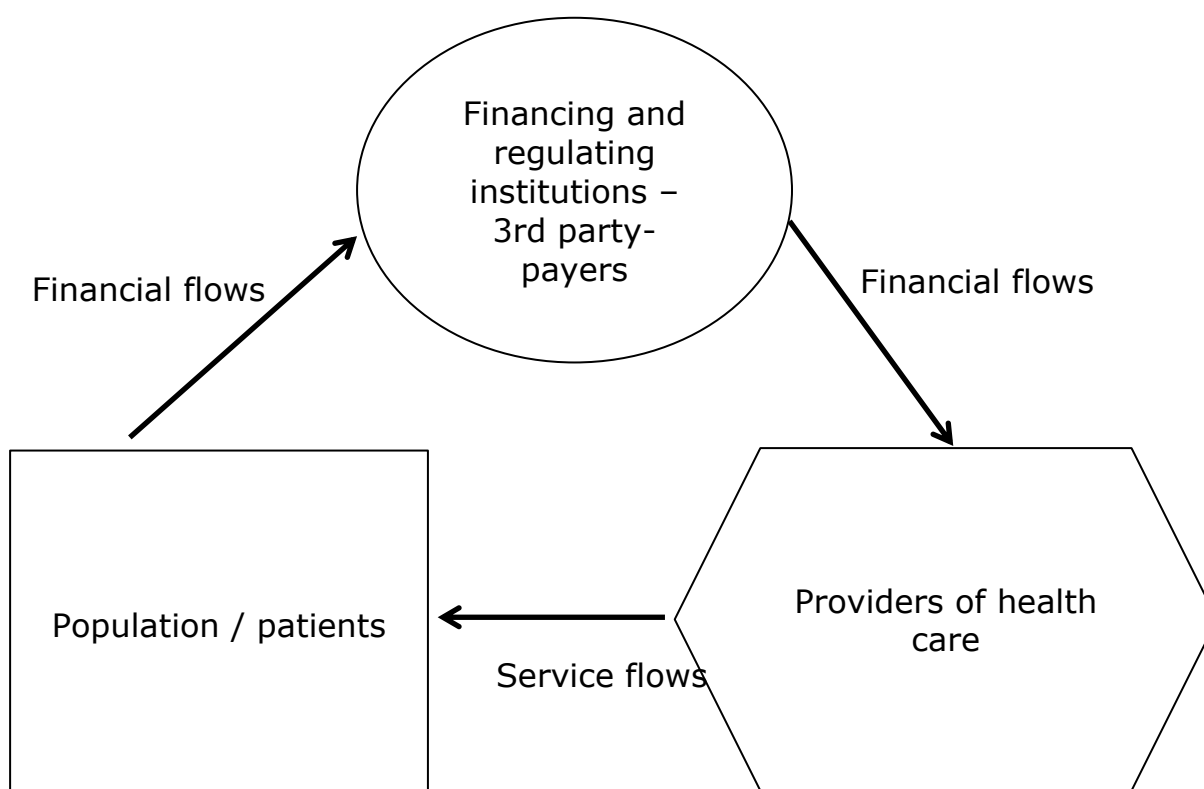 Financing and
regulating
institutions –
3rd party-
payers
Financial flows
Financial flows
Population / patients
Providers of health
care
Service flows